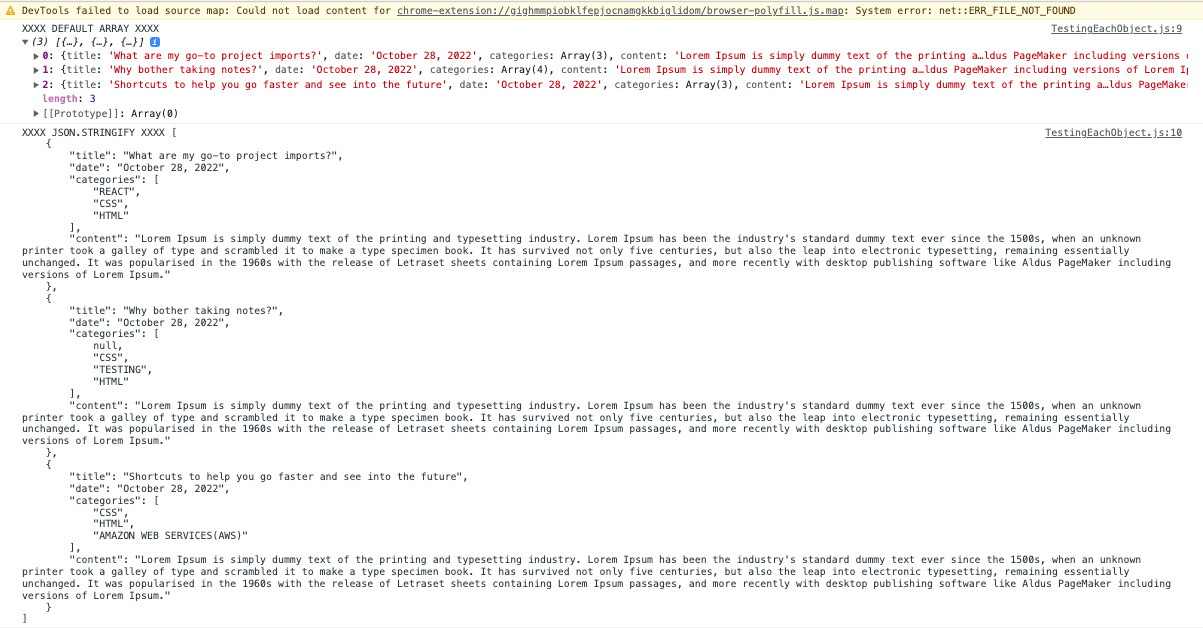 DevTools failed to load source map: Could not load content for chrome-extension://gighmmpiobklfepjocnamgkkbiglidom/browser-polyfill.js.map: System error: net::ERR_FILE_NOT_FOUND
XXXX DEFAULT ARRAY XXXX TestingEachObject.js:9
(3) [{…}, {…}, {…}] i
0: {title: 'What are my go-to project imports?', date: 'October 28, 2022', categories: Array(3), content: 'Lorem Ipsum is simply dummy text of the printing a…ldus PageMaker including versions
1: {title: 'Why bother taking notes?', date: 'October 28, 2022', categories: Array(4), content: 'Lorem Ipsum is simply dummy text of the printing a…ldus PageMaker including versions of Lorem
2: {title: 'Shortcuts to help you go faster and see into the future', date: 'October 28, 2022', categories: Array(3), content: 'Lorem Ipsum is simply dummy text of the printing a…ldus PageMaker
length: 3
[[Prototype]]: Array(0)
XXXX JSON.STRINGIFY XXXX [ TestingEachObject.js:10
{
"title": "What are my go-to project imports?",
"date": "October 28, 2022",
"categories": [
"REACT",
"CSS",
"HTML"
],
"content": "Lorem Ipsum is simply dummy text of the printing and typesetting industry. Lorem Ipsum has been the industry's standard dummy text ever since the 1500s, when an unknown
printer took a galley of type and scrambled it to make a type specimen book. It has survived not only five centuries, but also the leap into electronic typesetting, remaining essentially
unchanged. It was popularised in the 1960s with the release of Letraset sheets containing Lorem Ipsum passages, and more recently with desktop publishing software like Aldus PageMaker including
versions of Lorem Ipsum."
},
{
"title": "Why bother taking notes?",
"date": "October 28, 2022",
"categories": [
null,
"CSS",
"TESTING",
"HTML"
],
"content": "Lorem Ipsum is simply dummy text of the printing and typesetting industry. Lorem Ipsum has been the industry's standard dummy text ever since the 1500s, when an unknown
printer took a galley of type and scrambled it to make a type specimen book. It has survived not only five centuries, but also the leap into electronic typesetting, remaining essentially
unchanged. It was popularised in the 1960s with the release of Letraset sheets containing Lorem Ipsum passages, and more recently with desktop publishing software like Aldus PageMaker including
versions of Lorem Ipsum."
},
{
"title": "Shortcuts to help you go faster and see into the future",
"date": "October 28, 2022",
"categories": [
"CSS",
"HTML",
"AMAZON WEB SERVICES(AWS)"
],
"content": "Lorem Ipsum is simply dummy text of the printing and typesetting industry. Lorem Ipsum has been the industry's standard dummy text ever since the 1500s, when an unknown
printer took a galley of type and scrambled it to make a type specimen book. It has survived not only five centuries, but also the leap into electronic typesetting, remaining essentially
unchanged. It was popularised in the 1960s with the release of Letraset sheets containing Lorem Ipsum passages, and more recently with desktop publishing software like Aldus PageMaker including
versions of Lorem Ipsum."
}
]